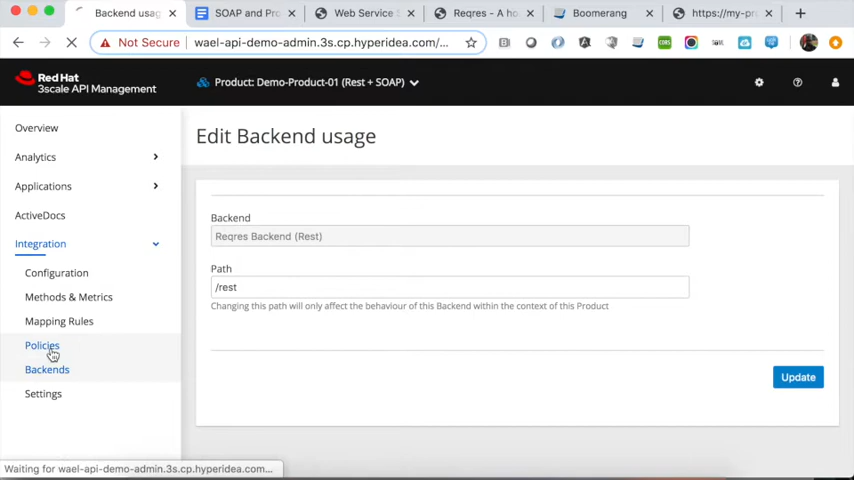 Backend usag
SOAP and Pro
Web Service S
Reqres - A ho
Boomerang
https://my-pr
Not Secure
wael-api-demo-admin.3s.cp.hyperidea.com/...
Red Hat
3scale API Management
Product: Demo-Product-01 (Rest + SOAP)
Overview
Analytics
Applications
ActiveDocs
Integration
Configuration
Methods & Metrics
Mapping Rules
Policies
Backends
Settings
Edit Backend usage
Backend
Reqres Backend (Rest)
Path
/rest
Changing this path will only affect the behaviour of this Backend within the context of this Product
Update
Waiting for wael-api-demo-admin.3s.cp.hyperidea.com...